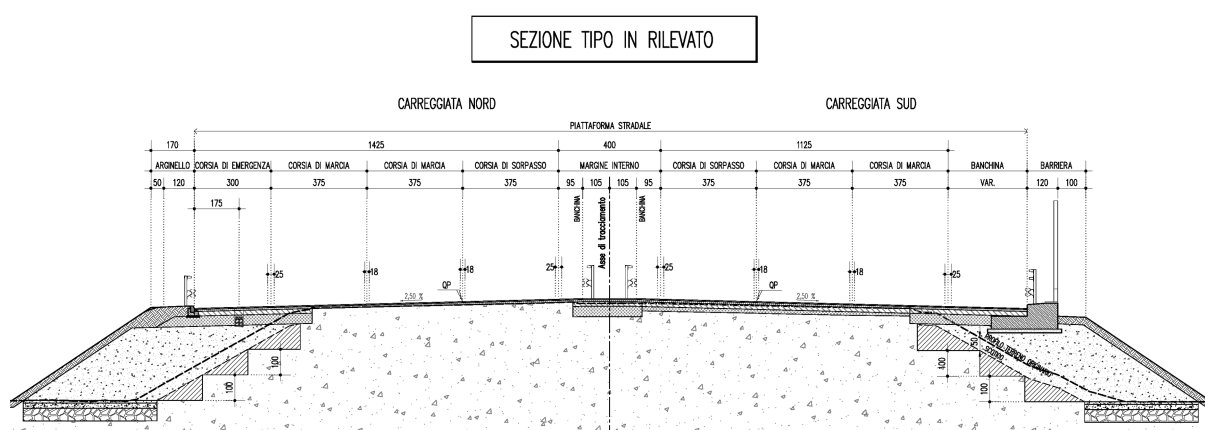 SEZIONE TIPO IN RILEVATO
CARREGGIATA NORD CARREGGIATA SUD
PIATTAFORMA STRADALE
170 1425 400 1125
ARGINELLO CORSIA DI EMERGENZA CORSIA DI MARCIA CORSIA DI MARCIA CORSIA DI SORPASSO MARGINE INTERNO CORSIA DI SORPASSO CORSIA DI MARCIA CORSIA DI MARCIA BANCHINA BARRIERA
50 120 300 375 375 375 95 105 105 95 375 375 375 VAR. 120 100
175
BANCHINA
Asse di tracciamento
BANCHINA
25 18 18 25 25 18 18 25
QP QP
2,50 % 2,50 %
100
100
50
400
100
PROFILO TERRENO